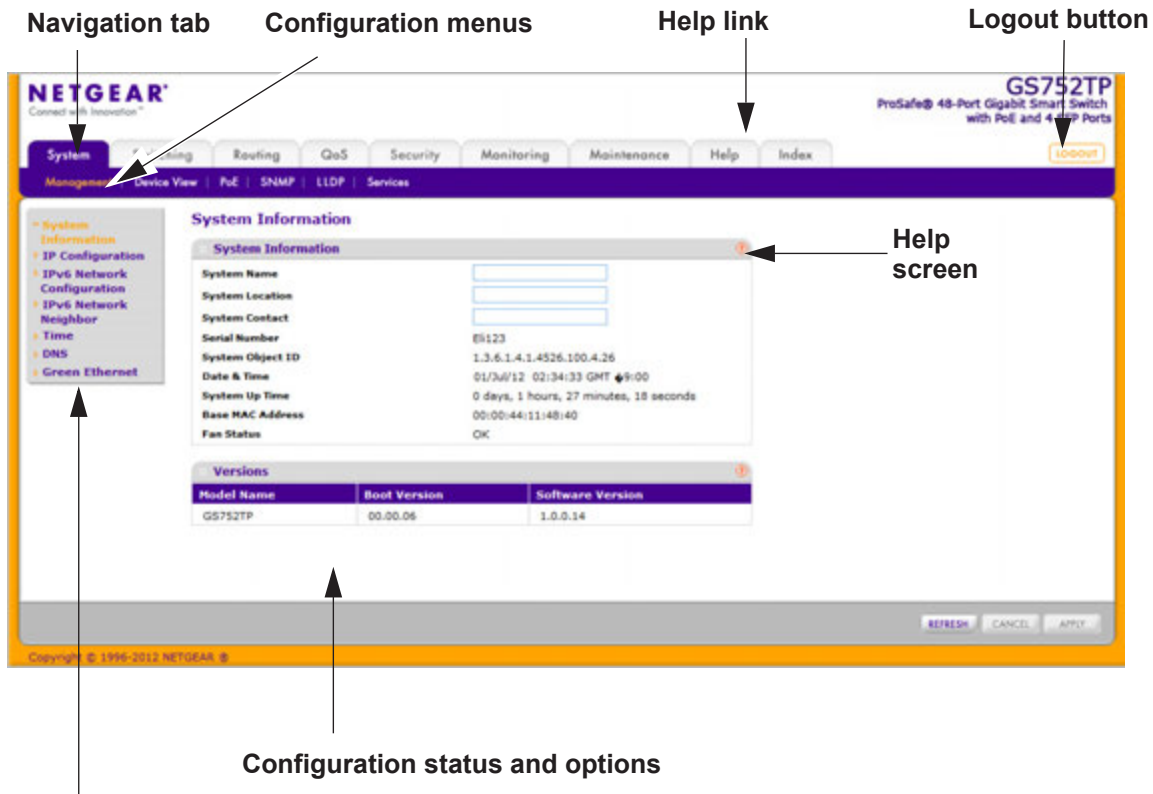 Navigation tab Configuration menus Help link Logout button
NETGEAR®
Connect with Innovation™
GS752TP
ProSafe® 48-Port Gigabit Smart Switch
with PoE and 4 Ports
System Routing QoS Security Monitoring Maintenance Help Index LOGOUT
Management Device View | PoE | SNMP | LLDP | Services
System Information
IP Configuration
IPv6 Network Configuration
IPv6 Network Neighbor
Time
DNS
Green Ethernet
System Information
System Information
Help screen
System Name
System Location
System Contact
Serial Number Eli123
System Object ID 1.3.6.1.4.1.4526.100.4.26
Date & Time 01/Jul/12 02:34:33 GMT �9:00
System Up Time 0 days, 1 hours, 27 minutes, 18 seconds
Base MAC Address 00:00:44:11:48:40
Fan Status OK
Versions
Model Name Boot Version Software Version
GS752TP 00.00.06 1.0.0.14
REFRESH CANCEL APPLY
Copyright © 1996-2012 NETGEAR ®
Configuration status and options